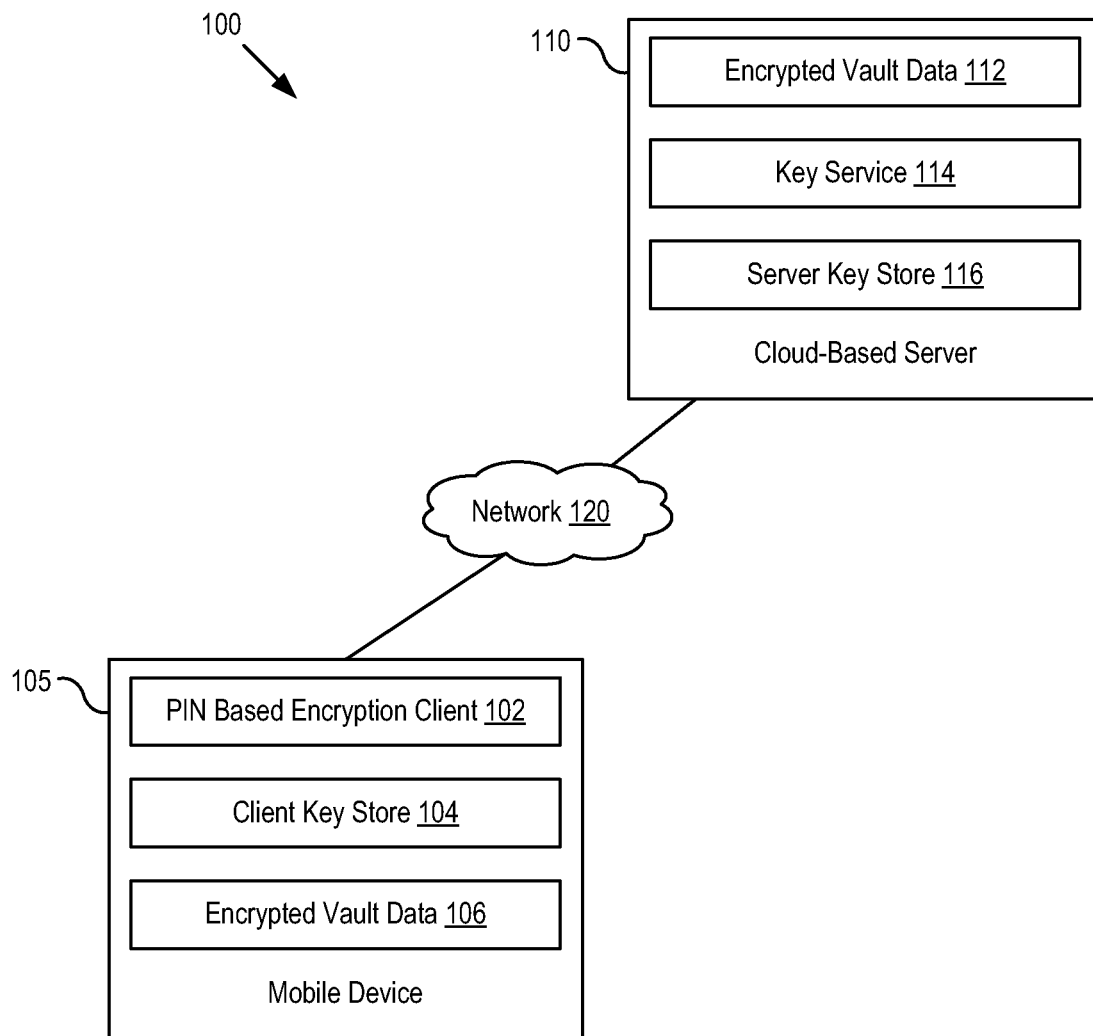 100
110
Encrypted Vault Data 112
Key Service 114
Server Key Store 116
Cloud-Based Server
Network 120
105
PIN Based Encryption Client 102
Client Key Store 104
Encrypted Vault Data 106
Mobile Device